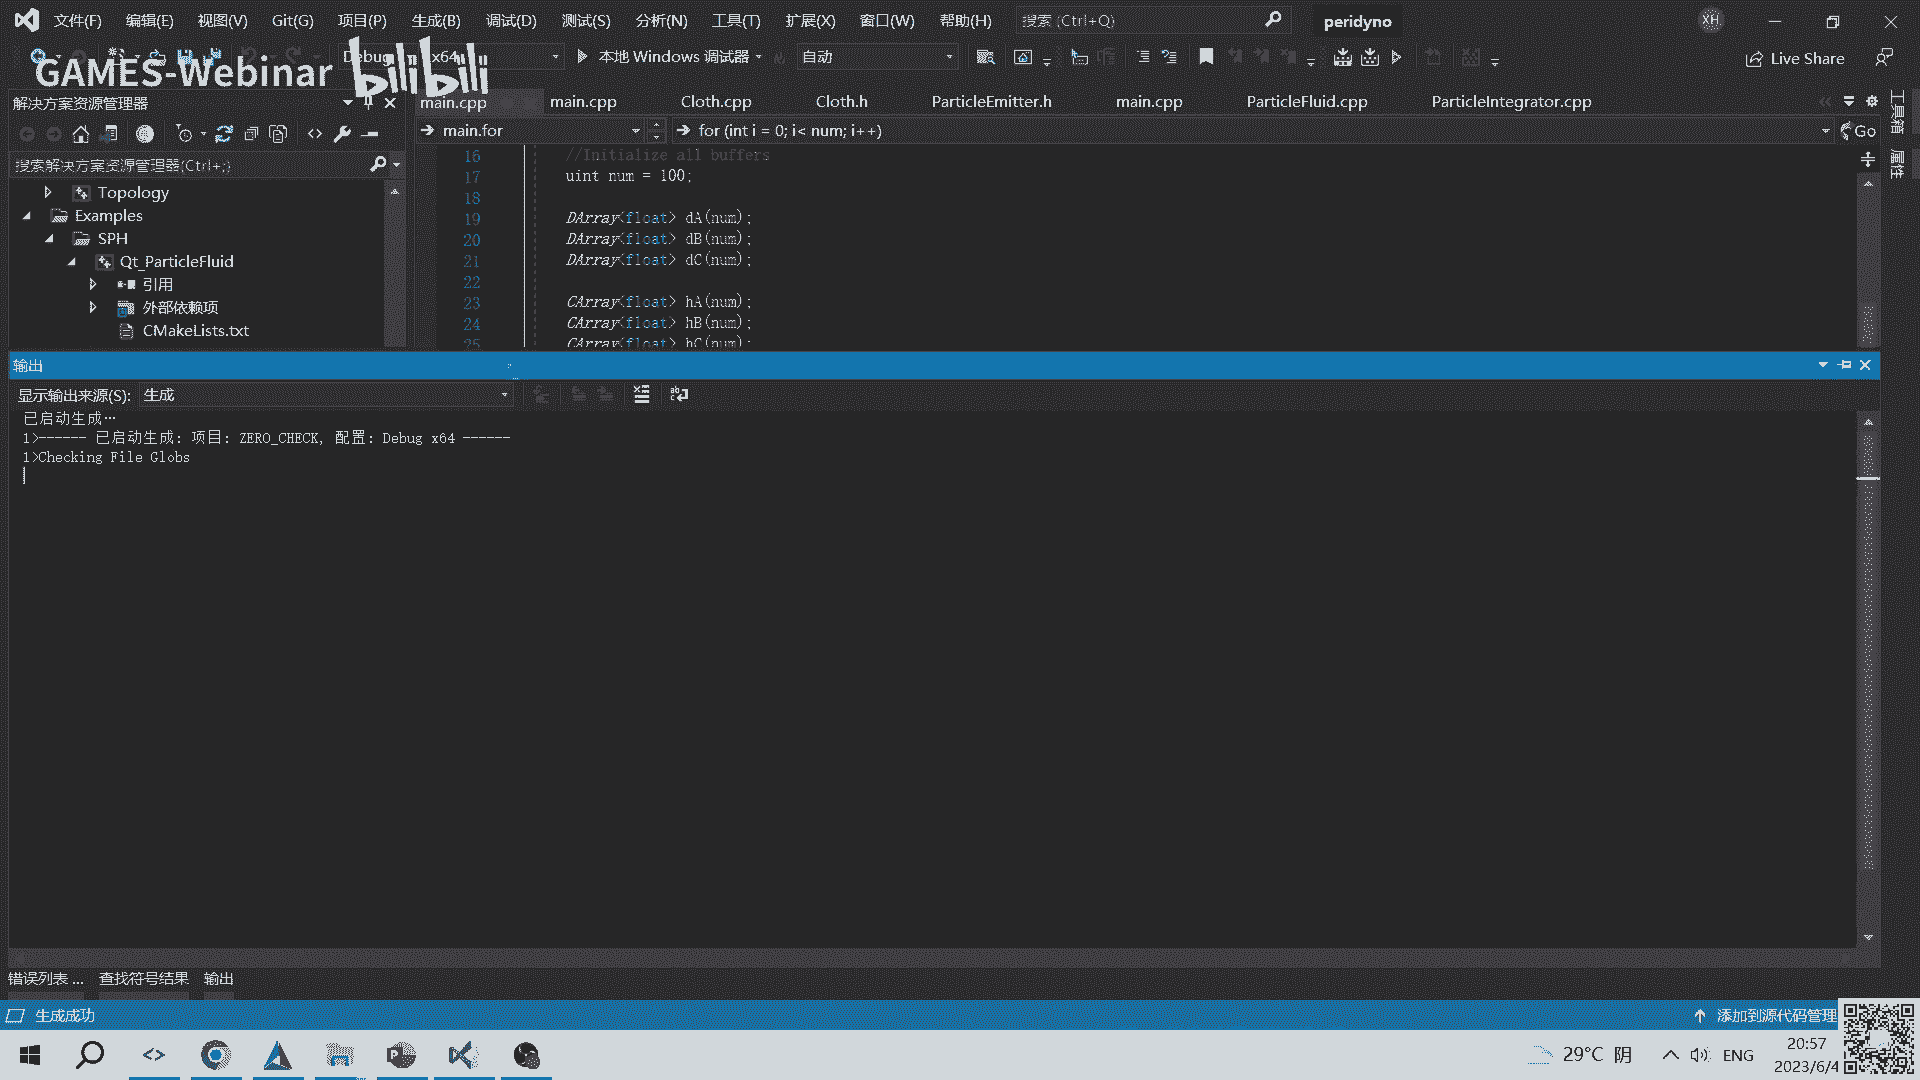 文件(F) 编辑(E) 视图(V) Git(G) 项目(P) 生成(B) 调试(D) 测试(S) 分析(N) 工具(T) 扩展(X) 窗口(W) 帮助(H) 搜索 (Ctrl+Q) peridyno XH
Debug x64 本地 Windows 调试器 自动 Live Share
GAMES-Webinar bilibili
解决方案资源管理器
main.cpp main.cpp Cloth.cpp Cloth.h ParticleEmitter.h main.cpp ParticleFluid.cpp ParticleIntegrator.cpp
工具箱
属性
main.for for (int i = 0; i< num; i++) Go
搜索解决方案资源管理器(Ctrl+;)
Topology
Examples
SPH
Qt_ParticleFluid
引用
外部依赖项
CMakeLists.txt
16 //Initialize all buffers
17 uint num = 100;
18
19 DArray<float> dA(num);
20 DArray<float> dB(num);
21 DArray<float> dC(num);
22
23 CArray<float> hA(num);
24 CArray<float> hB(num);
25 CArray<float> hC(num);
输出
显示输出来源(S): 生成
已启动生成…
1>------ 已启动生成: 项目: ZERO_CHECK, 配置: Debug x64 ------
1>Checking File Globs
错误列表 ... 查找符号结果 输出
生成成功 添加到源代码管理
29°C 阴 ENG 20:57
2023/6/4